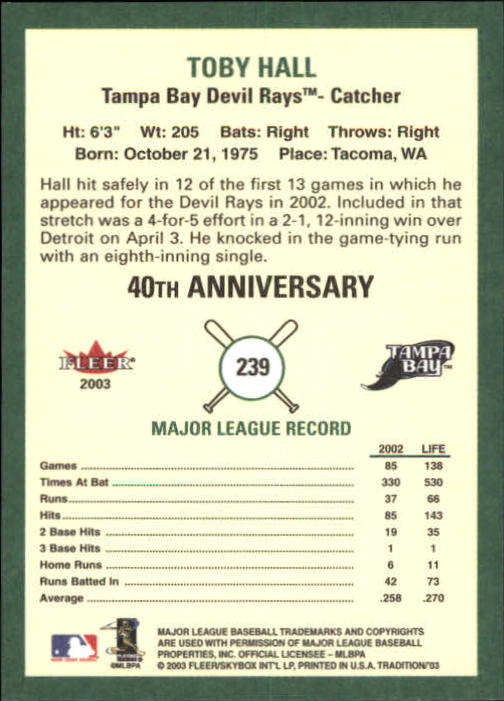 TOBY HALL
Tampa Bay Devil Rays™- Catcher
Ht: 6'3" Wt: 205 Bats: Right Throws: Right
Born: October 21, 1975 Place: Tacoma, WA
Hall hit safely in 12 of the first 13 games in which he
appeared for the Devil Rays in 2002. Included in that
stretch was a 4-for-5 effort in a 2-1, 12-inning win over
Detroit on April 3. He knocked in the game-tying run
with an eighth-inning single.
40TH ANNIVERSARY
FLEER®
2003
239
TAMPA
BAY™
MAJOR LEAGUE RECORD
2002 LIFE
Games 85 138
Times At Bat 330 530
Runs 37 66
Hits 85 143
2 Base Hits 19 35
3 Base Hits 1 1
Home Runs 6 11
Runs Batted In 42 73
Average .258 .270
©MLBPA
MAJOR LEAGUE BASEBALL TRADEMARKS AND COPYRIGHTS
ARE USED WITH PERMISSION OF MAJOR LEAGUE BASEBALL
PROPERTIES, INC. OFFICIAL LICENSEE - MLBPA
© 2003 FLEER/SKYBOX INT'L LP, PRINTED IN U.S.A. TRADITION/'03